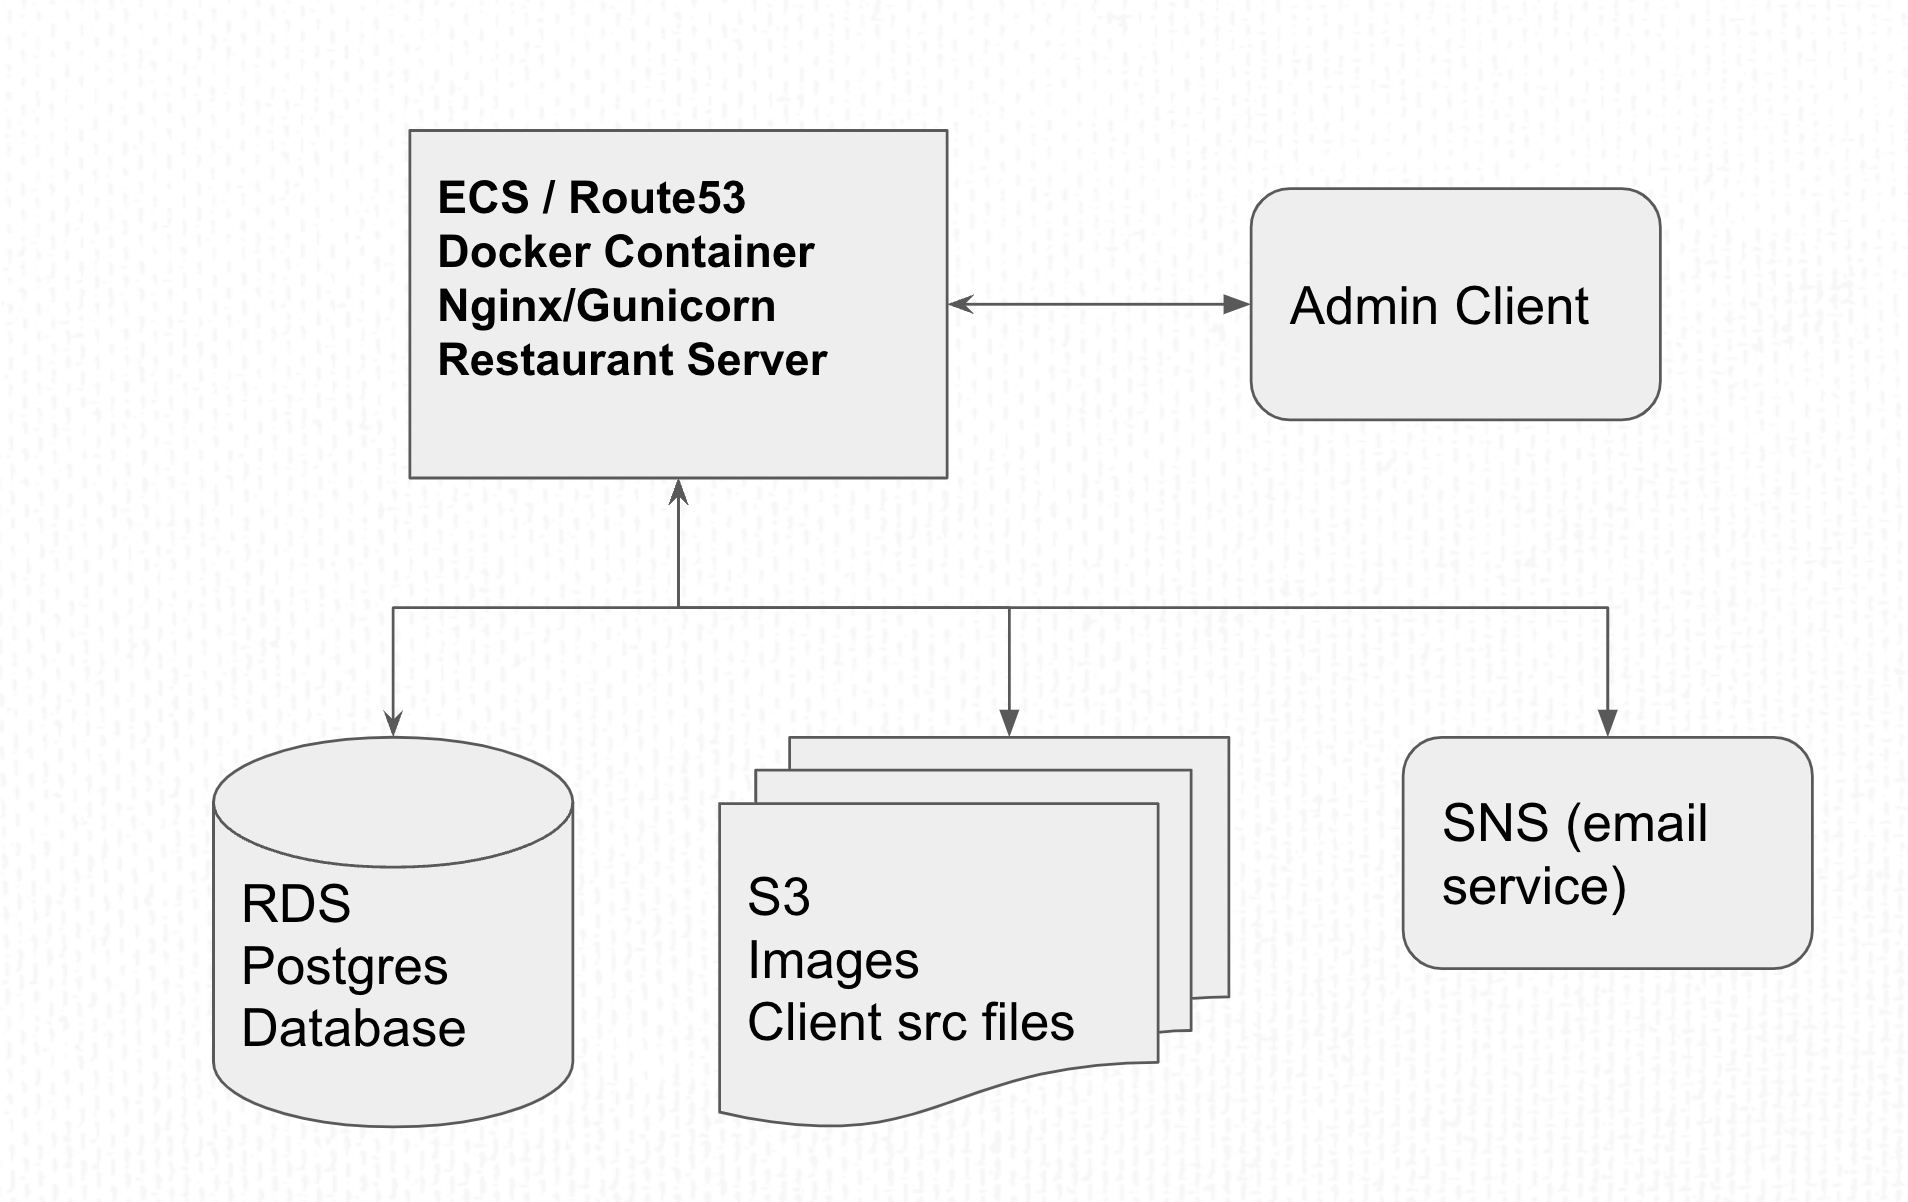 ECS / Route53
Docker Container
Nginx/Gunicorn
Restaurant Server
Admin Client
RDS
Postgres
Database
S3
Images
Client src files
SNS (email
service)